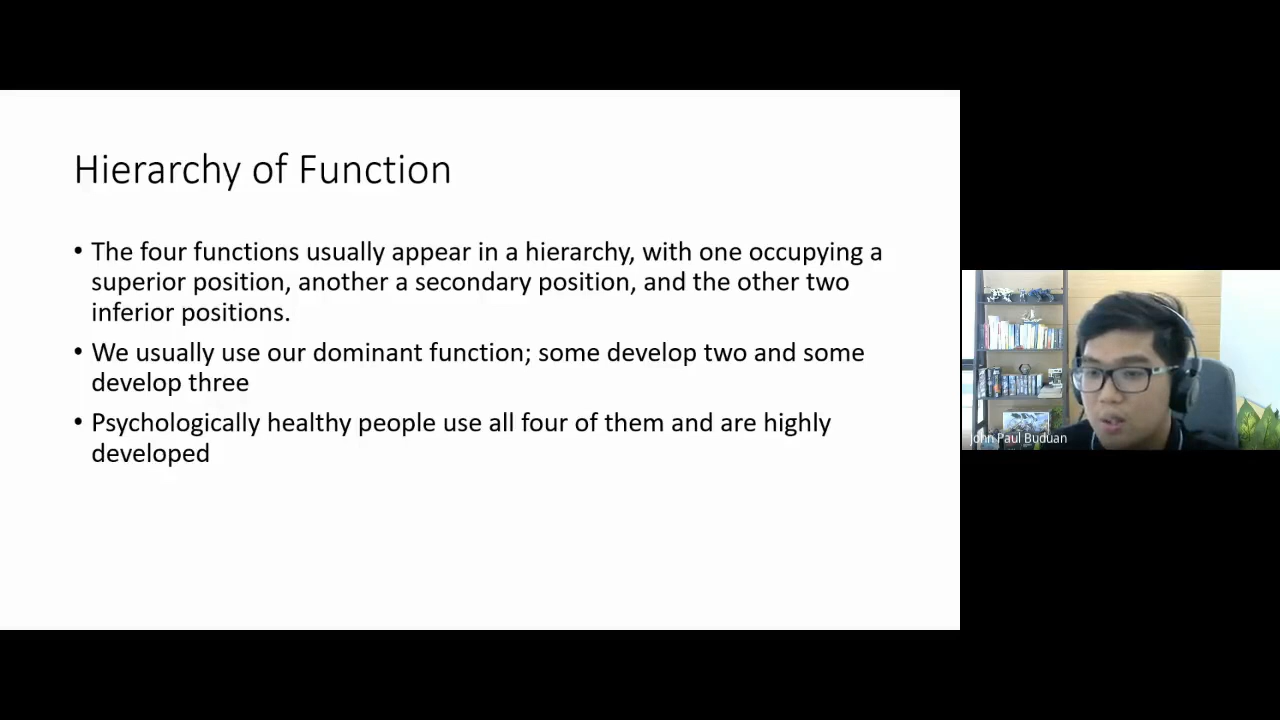 Hierarchy of Function
• The four functions usually appear in a hierarchy, with one occupying a
superior position, another a secondary position, and the other two
inferior positions.
• We usually use our dominant function; some develop two and some
develop three
• Psychologically healthy people use all four of them and are highly
developed
John Paul Buduan